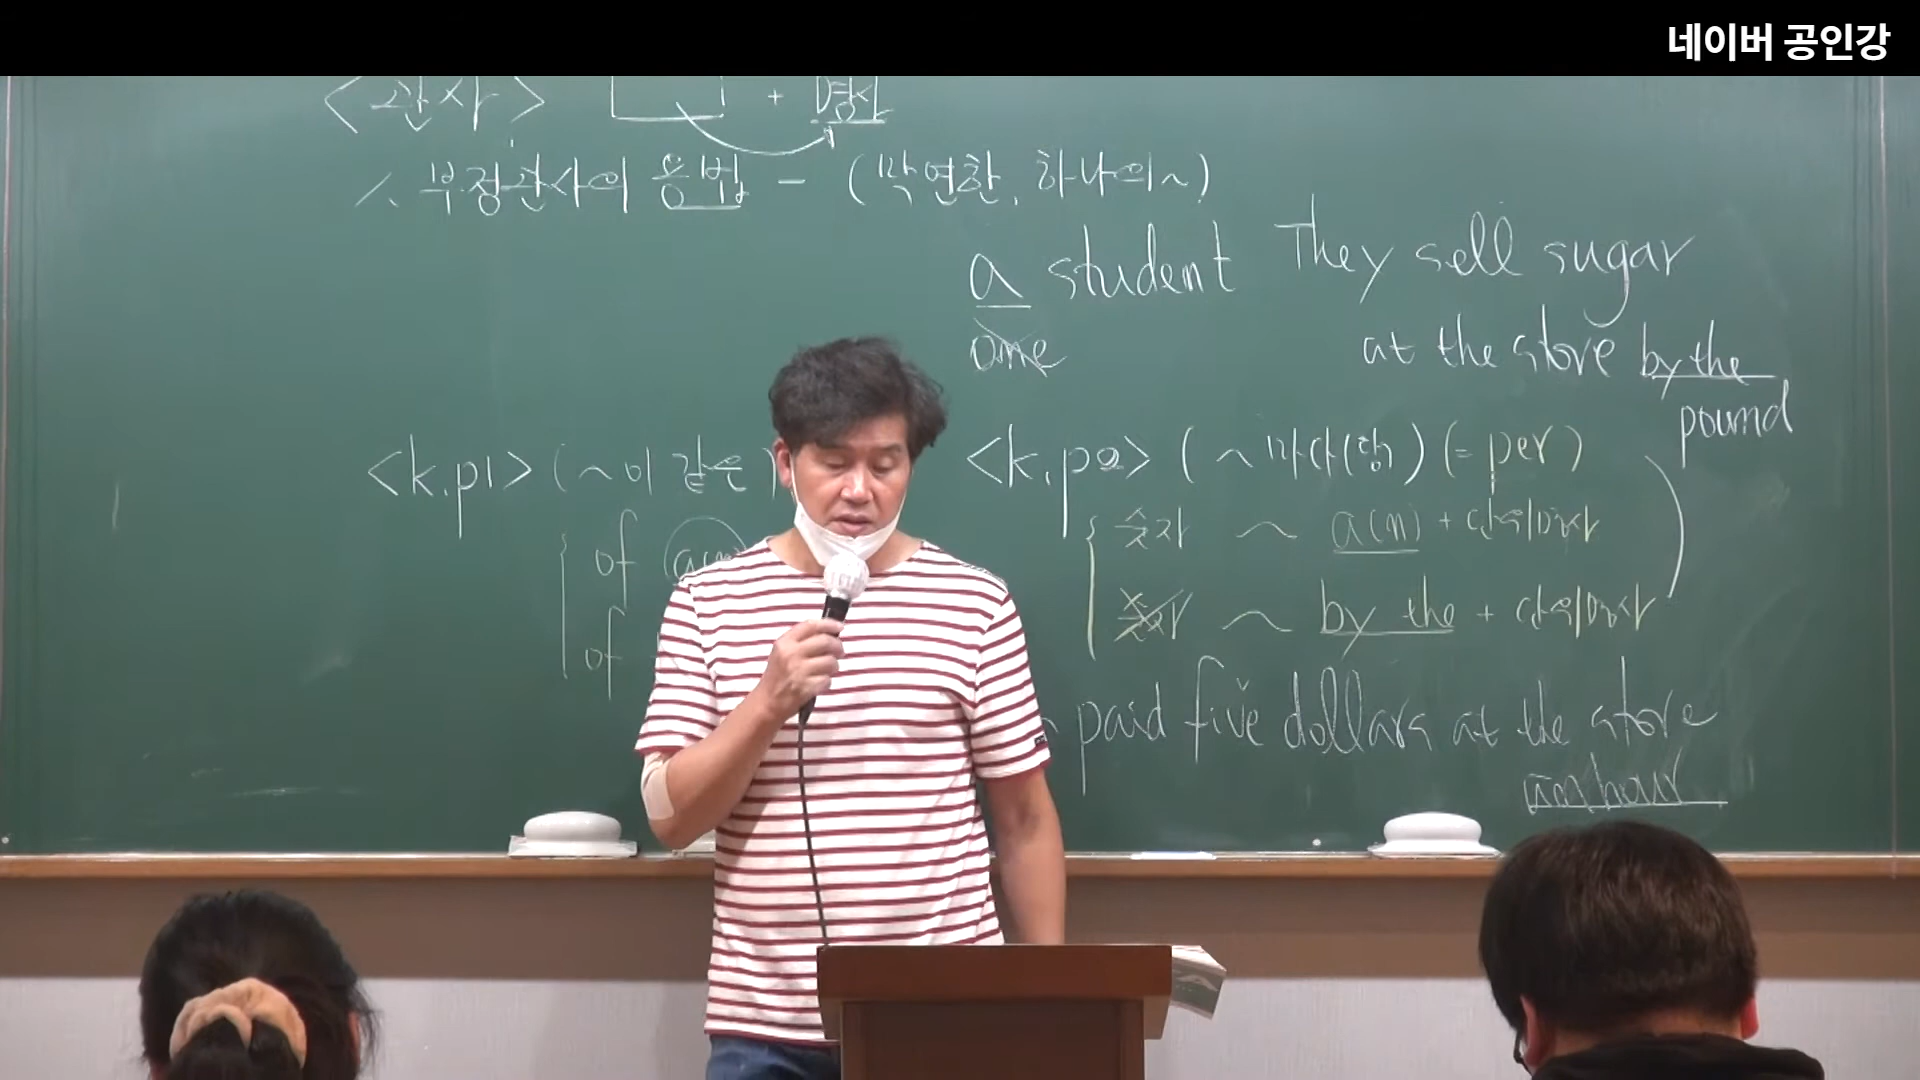 네이버 공인강
<관사> + 명사
1. 부정관사의 용법 - (막연한, 하나의~)
a student
one
They sell sugar
at the store by the
pound
<k.p1> (~이 같은)
of a(n)
of
<k.p2> (~마다(당)) (= per)
숫자 ~ a(n) + 단위명사
숫자 ~ by the + 단위명사
paid five dollars at the store
an hour